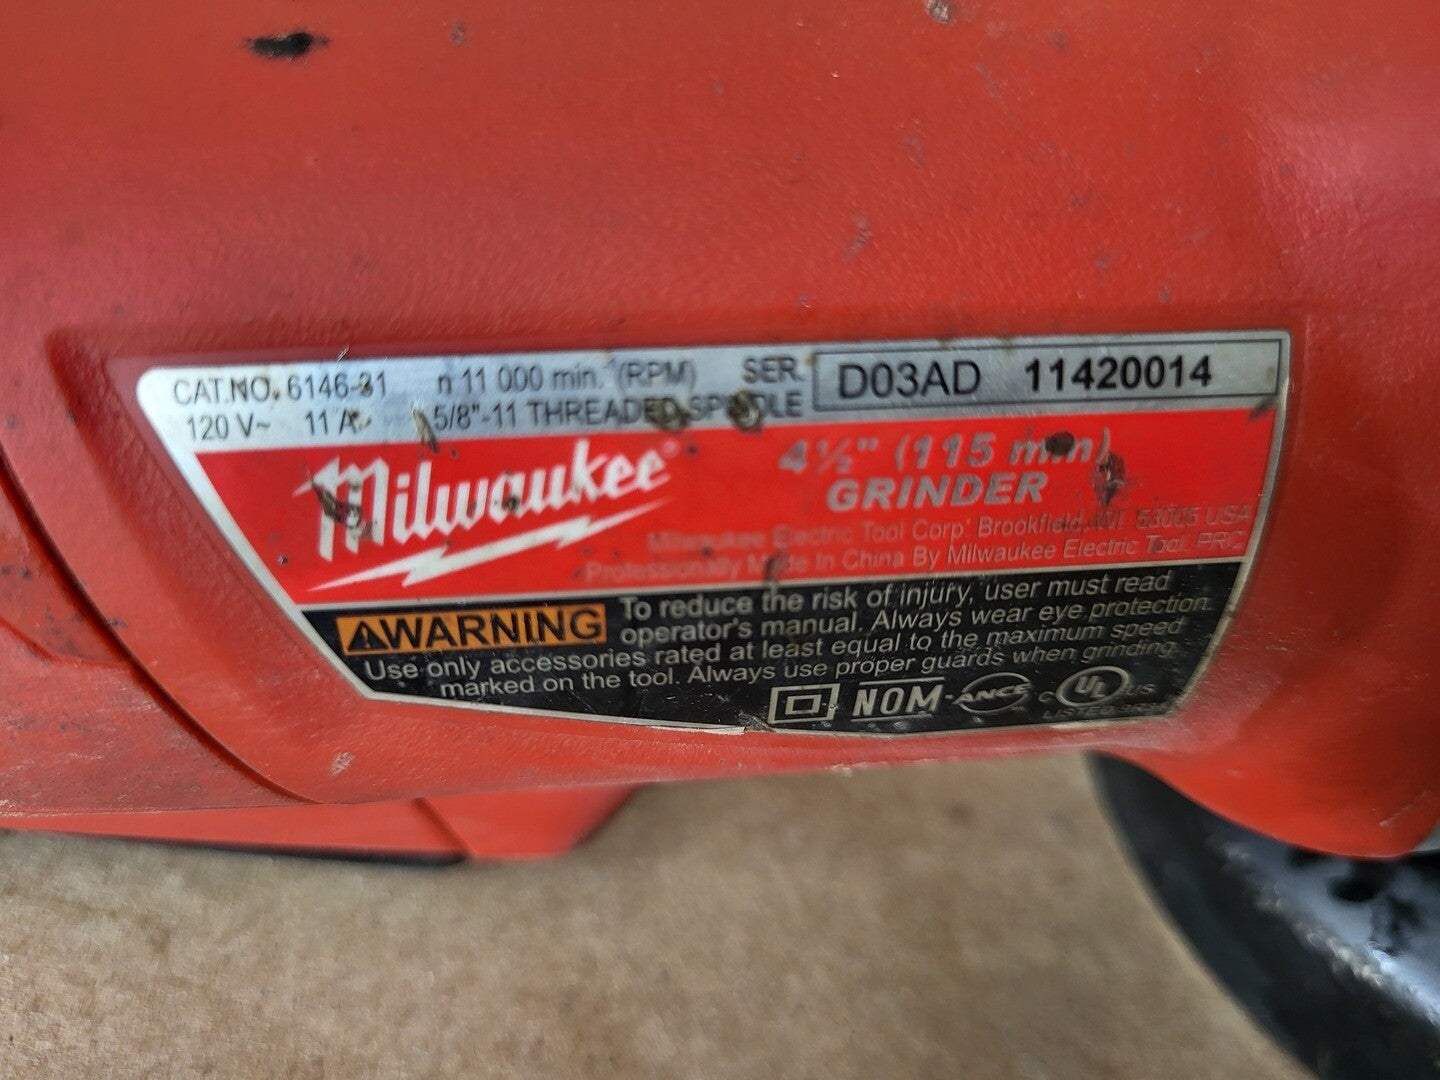 CAT.NO. 6146-31 n 11 000 min. (RPM) SER. D03AD 11420014
120 V~ 11 A 5/8"-11 THREADED SPINDLE
Milwaukee®
4½" (115 mm)
GRINDER
Milwaukee Electric Tool Corp. Brookfield, WI 53005 USA
Professionally Made In China By Milwaukee Electric Tool, PRC
WARNING To reduce the risk of injury, user must read
operator's manual. Always wear eye protection.
Use only accessories rated at least equal to the maximum speed
marked on the tool. Always use proper guards when grinding.
NOM-ANCE C UL US
LISTED